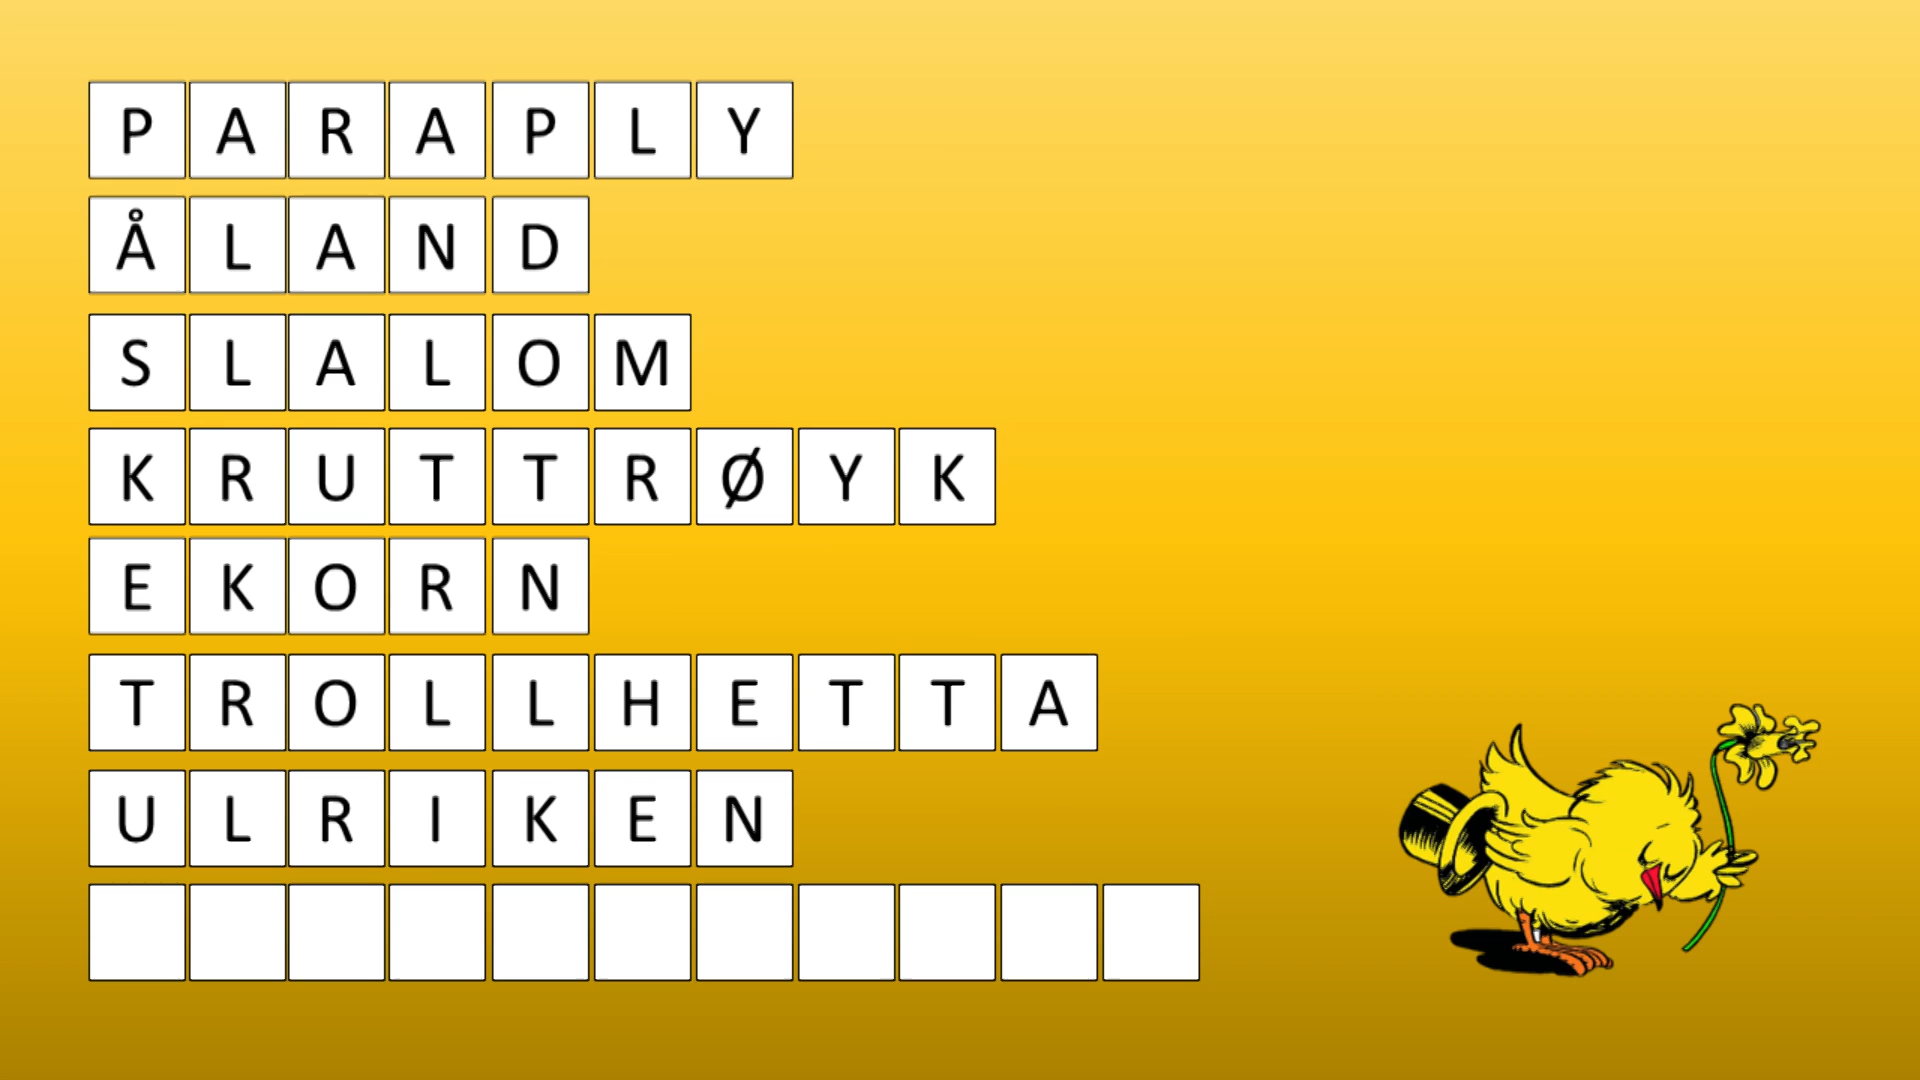 PARAPLY
ÅLAND
SLALOM
KRUTTRØYK
EKORN
TROLLHETTA
ULRIKEN